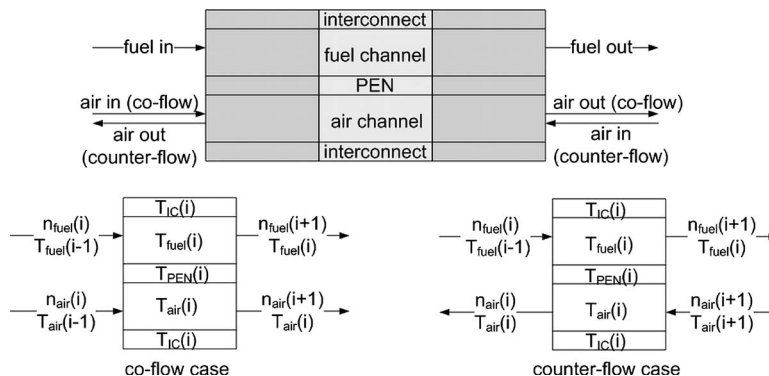 interconnect
fuel in
fuel channel
fuel out
PEN
air in (co-flow)
air out (co-flow)
air out
(counter-flow)
air channel
air in
(counter-flow)
interconnect
n_fuel(i)
T_fuel(i-1)
T_IC(i)
T_fuel(i)
n_fuel(i+1)
T_fuel(i)
T_PEN(i)
n_air(i)
T_air(i-1)
T_air(i)
n_air(i+1)
T_air(i)
T_IC(i)
co-flow case
n_fuel(i)
T_fuel(i-1)
T_IC(i)
T_fuel(i)
n_fuel(i+1)
T_fuel(i)
T_PEN(i)
n_air(i)
T_air(i)
T_air(i)
n_air(i+1)
T_air(i+1)
T_IC(i)
counter-flow case